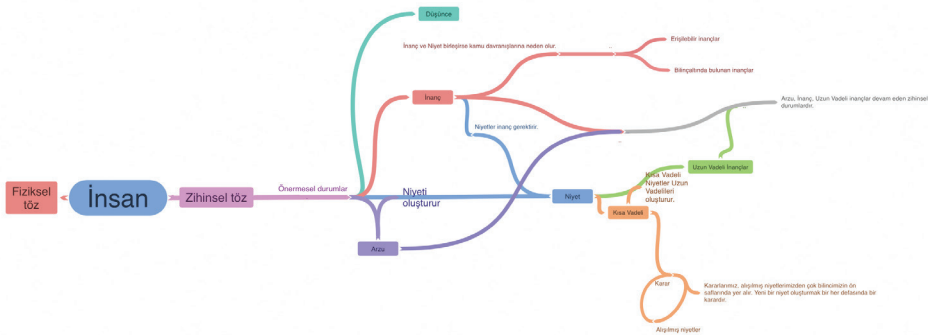 Düşünce
İnanç ve Niyet birleşirse kamu davranışlarına neden olur.
Erişilebilir inançlar
Bilinçaltında bulunan inançlar
İnanç
Arzu, İnanç, Uzun Vadeli inançlar devam eden zihinsel
durumlardır.
Niyetler inanç gerektirir.
Uzun Vadeli İnançlar
Kısa Vadeli
Niyetler Uzun
Vadelileri
oluşturur.
Fiziksel
töz
İnsan
Zihinsel töz
Önermesel durumlar
Niyeti
oluşturur
Niyet
Kısa Vadeli
Arzu
Karar
Kararlarımız, alışılmış niyetlerimizden çok bilincimizin ön
saflarında yer alır. Yeni bir niyet oluşturmak bir her defasında bir
karardır.
Alışılmış niyetler